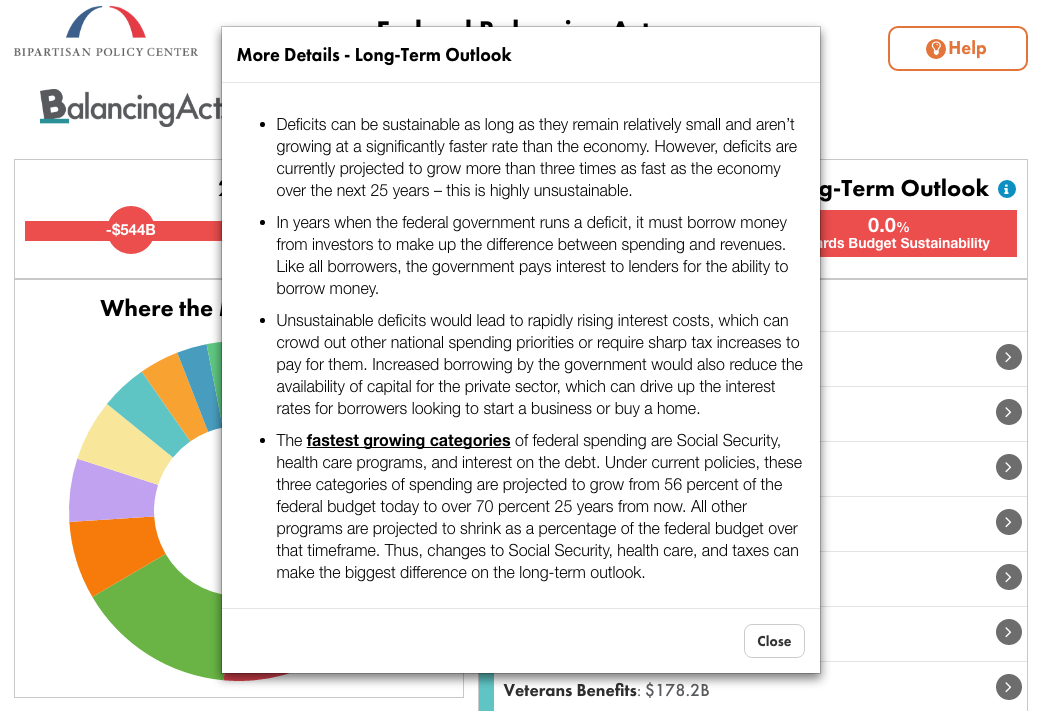 BIPARTISAN POLICY CENTER
Federal Balancing Act
Help
BalancingAct
More Details - Long-Term Outlook
• Deficits can be sustainable as long as they remain relatively small and aren’t
growing at a significantly faster rate than the economy. However, deficits are
currently projected to grow more than three times as fast as the economy
over the next 25 years – this is highly unsustainable.
• In years when the federal government runs a deficit, it must borrow money
from investors to make up the difference between spending and revenues.
Like all borrowers, the government pays interest to lenders for the ability to
borrow money.
• Unsustainable deficits would lead to rapidly rising interest costs, which can
crowd out other national spending priorities or require sharp tax increases to
pay for them. Increased borrowing by the government would also reduce the
availability of capital for the private sector, which can drive up the interest
rates for borrowers looking to start a business or buy a home.
• The fastest growing categories of federal spending are Social Security,
health care programs, and interest on the debt. Under current policies, these
three categories of spending are projected to grow from 56 percent of the
federal budget today to over 70 percent 25 years from now. All other
programs are projected to shrink as a percentage of the federal budget over
that timeframe. Thus, changes to Social Security, health care, and taxes can
make the biggest difference on the long-term outlook.
Close
-$544B
g-Term Outlook
0.0%
ards Budget Sustainability
Where the
Veterans Benefits: $178.2B